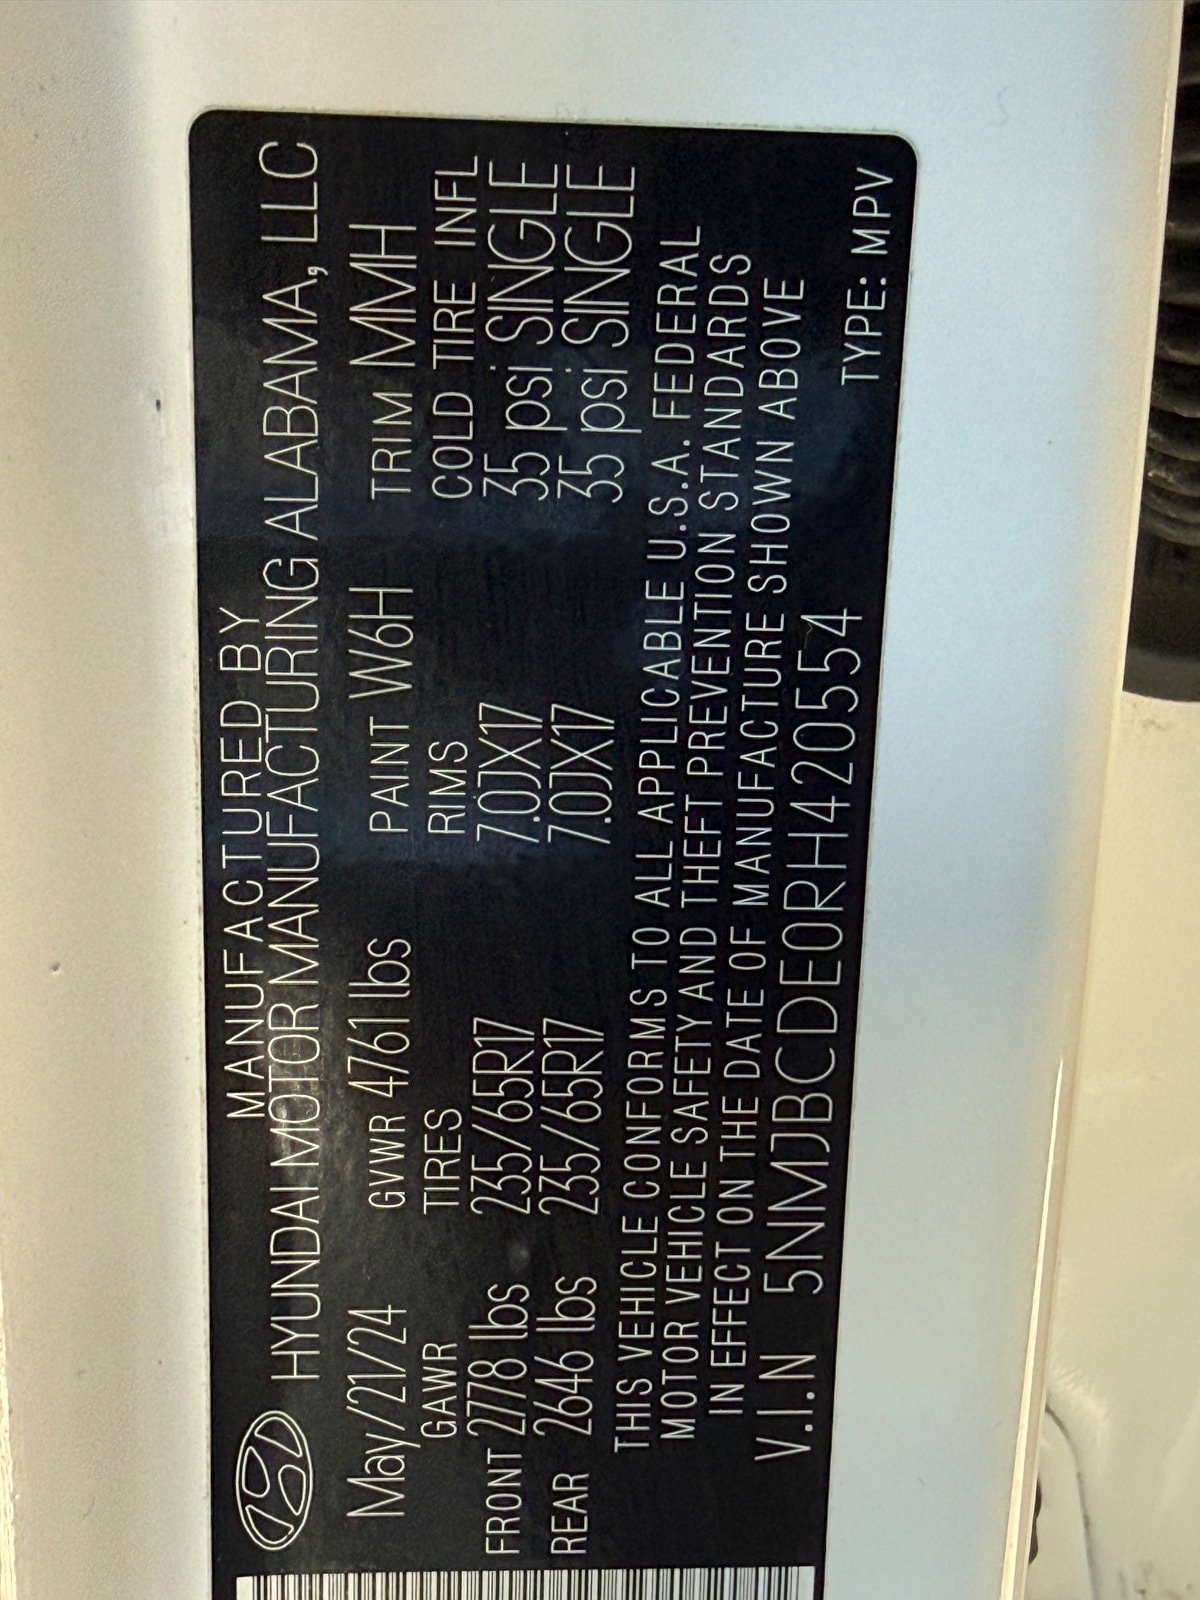 MANUFACTURED BY
HYUNDAI MOTOR MANUFACTURING ALABAMA, LLC
May/21/24 GVWR 4761 lbs PAINT W6H TRIM MMH
GAWR TIRES RIMS COLD TIRE INFL
FRONT 2778 lbs 235/65R17 7.0JX17 35 psi SINGLE
REAR 2646 lbs 235/65R17 7.0JX17 35 psi SINGLE
THIS VEHICLE CONFORMS TO ALL APPLICABLE U.S.A. FEDERAL
MOTOR VEHICLE SAFETY AND THEFT PREVENTION STANDARDS
IN EFFECT ON THE DATE OF MANUFACTURE SHOWN ABOVE
V.I.N 5NMJBCDE0RH420554 TYPE: MPV